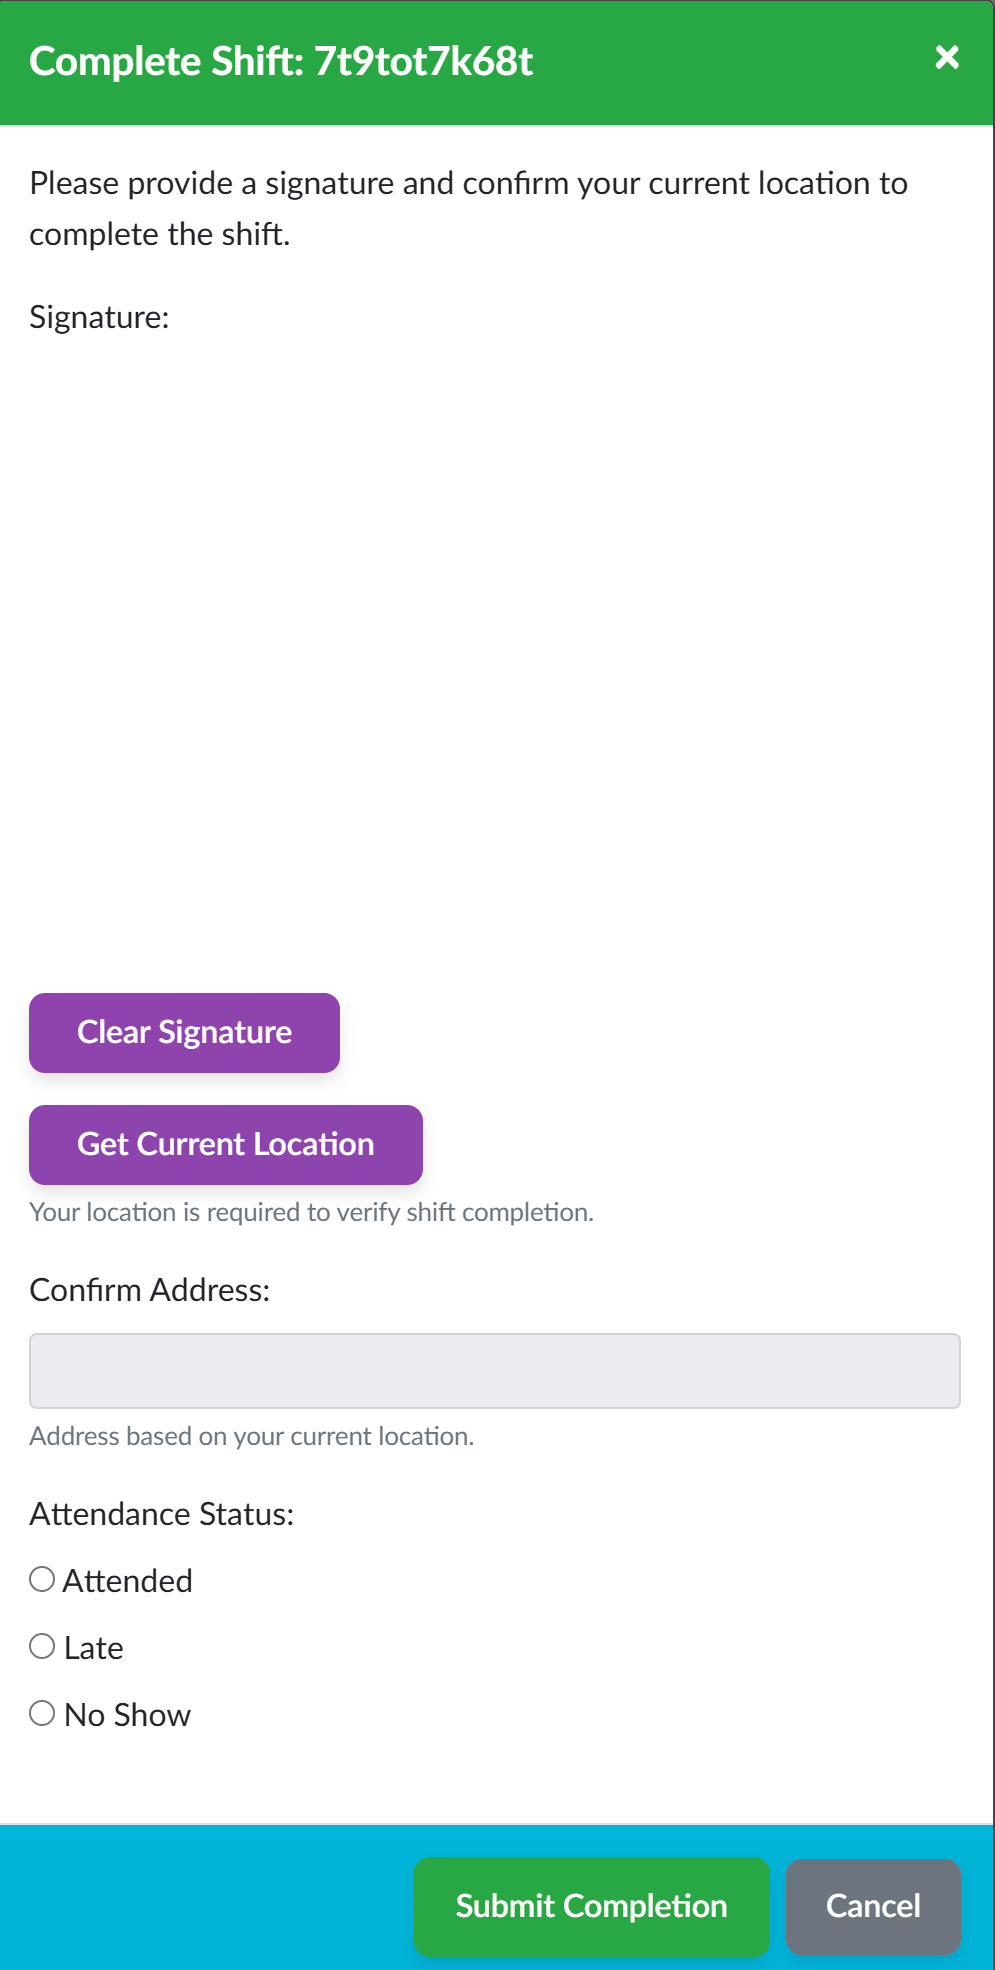 Complete Shift: 7t9tot7k68t
Please provide a signature and confirm your current location to
complete the shift.
Signature:
Clear Signature
Get Current Location
Your location is required to verify shift completion.
Confirm Address:
Address based on your current location.
Attendance Status:
Attended
Late
No Show
Submit Completion
Cancel